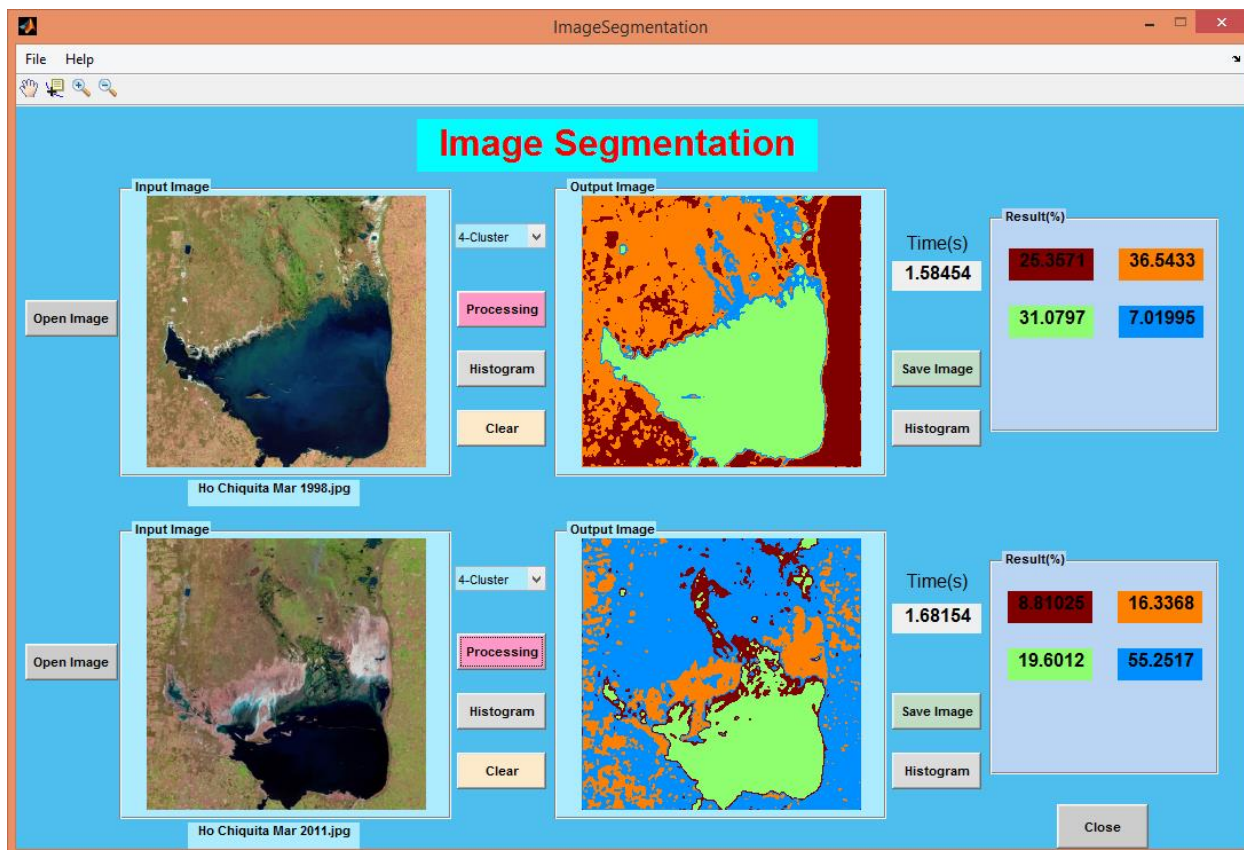 ImageSegmentation
File Help
Image Segmentation
Input Image
Output Image
Result(%)
4-Cluster
Time(s)
1.58454
25.3571
36.5433
31.0797
7.01995
Open Image
Processing
Histogram
Clear
Save Image
Histogram
Ho Chiquita Mar 1998.jpg
Input Image
Output Image
Result(%)
4-Cluster
Time(s)
1.68154
8.81025
16.3368
19.6012
55.2517
Open Image
Processing
Histogram
Clear
Save Image
Histogram
Ho Chiquita Mar 2011.jpg
Close